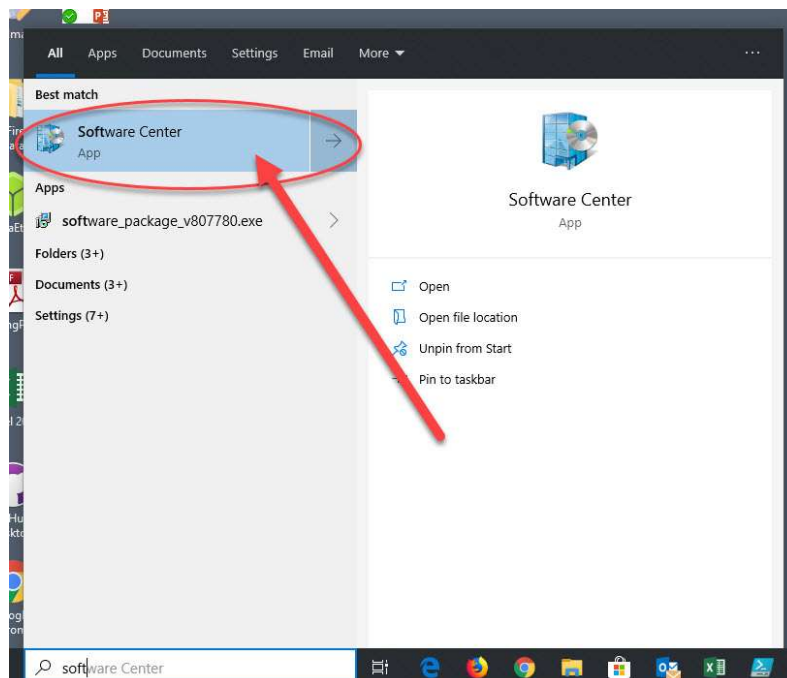 All Apps Documents Settings Email More
Best match
Software Center
App
Apps
software_package_v807780.exe
Folders (3+)
Documents (3+)
Settings (7+)
Software Center
App
Open
Open file location
Unpin from Start
Pin to taskbar
software Center